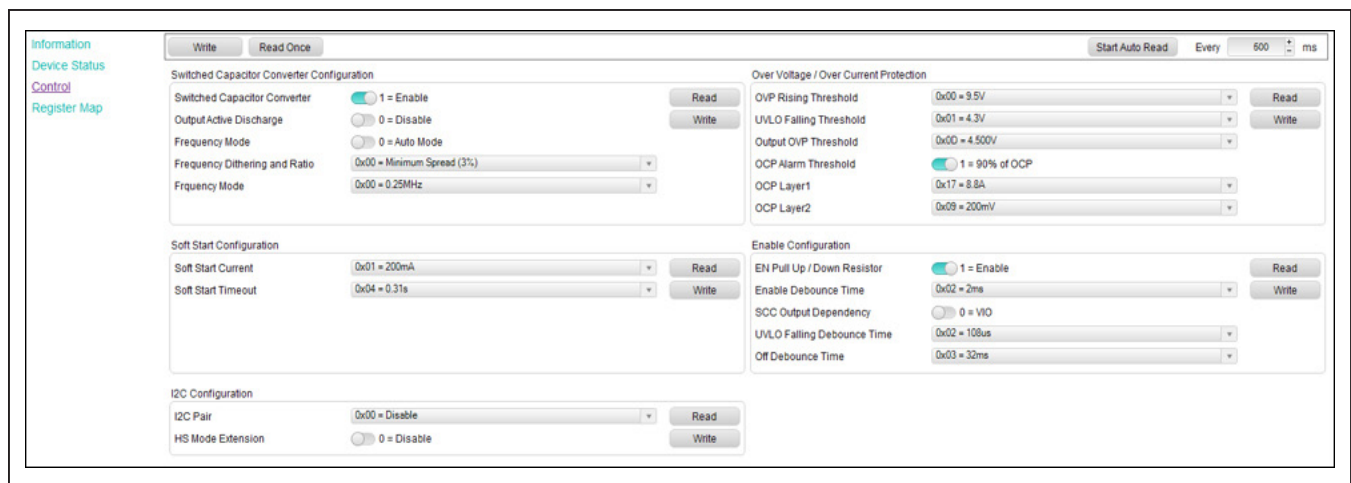 Information
Device Status
Control
Register Map
Write Read Once Start Auto Read Every 600 ms
Switched Capacitor Converter Configuration
Switched Capacitor Converter 1 = Enable Read
Output Active Discharge 0 = Disable Write
Frequency Mode 0 = Auto Mode
Frequency Dithering and Ratio 0x00 = Minimum Spread (3%)
Frquency Mode 0x00 = 0.25MHz
Over Voltage / Over Current Protection
OVP Rising Threshold 0x00 = 9.5V Read
UVLO Falling Threshold 0x01 = 4.3V Write
Output OVP Threshold 0x0D = 4.500V
OCP Alarm Threshold 1 = 90% of OCP
OCP Layer1 0x17 = 8.8A
OCP Layer2 0x09 = 200mV
Soft Start Configuration
Soft Start Current 0x01 = 200mA Read
Soft Start Timeout 0x04 = 0.31s Write
Enable Configuration
EN Pull Up / Down Resistor 1 = Enable Read
Enable Debounce Time 0x02 = 2ms Write
SCC Output Dependency 0 = VIO
UVLO Falling Debounce Time 0x02 = 108us
Off Debounce Time 0x03 = 32ms
I2C Configuration
I2C Pair 0x00 = Disable Read
HS Mode Extension 0 = Disable Write